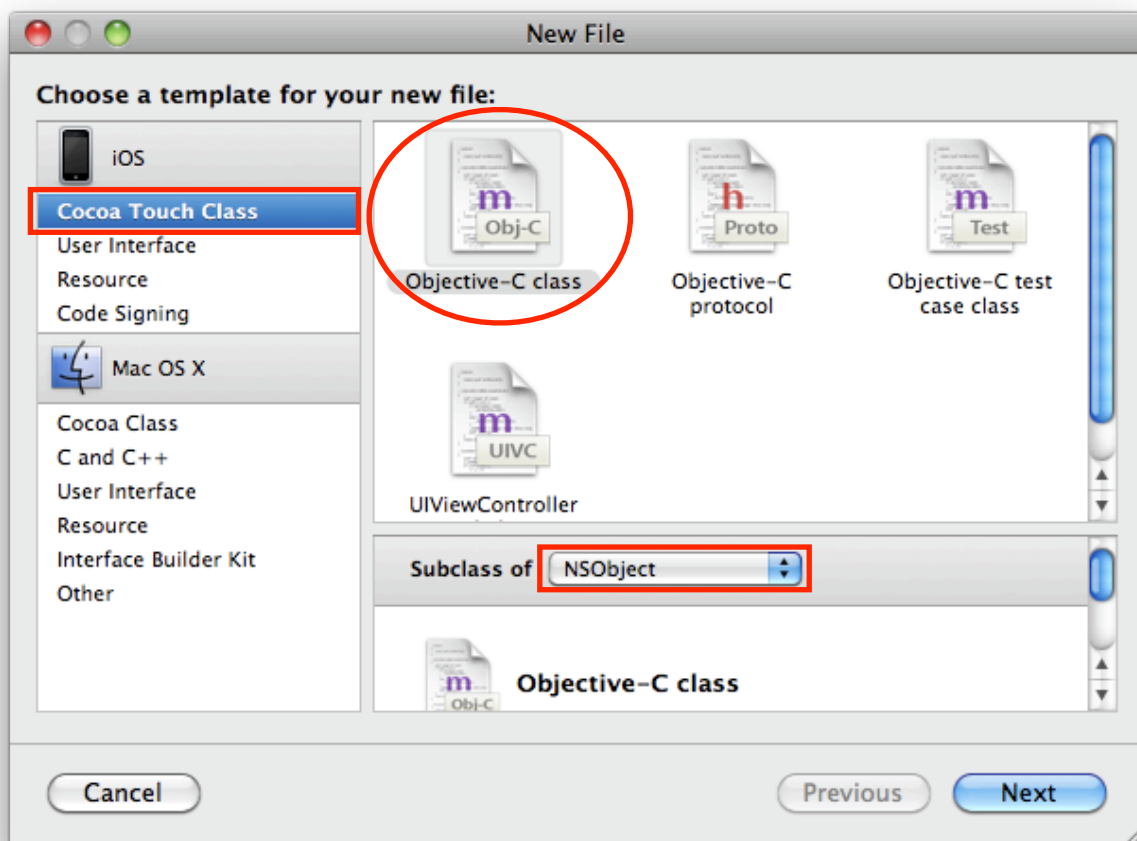 New File
Choose a template for your new file:
iOS
Cocoa Touch Class
User Interface
Resource
Code Signing
Mac OS X
Cocoa Class
C and C++
User Interface
Resource
Interface Builder Kit
Other
m
Obj-C
Objective-C class
h
Proto
Objective-C
protocol
m
Test
Objective-C test
case class
m
UIVC
UIViewController
Subclass of NSObject
m
Obj-C
Objective-C class
Cancel
Previous
Next